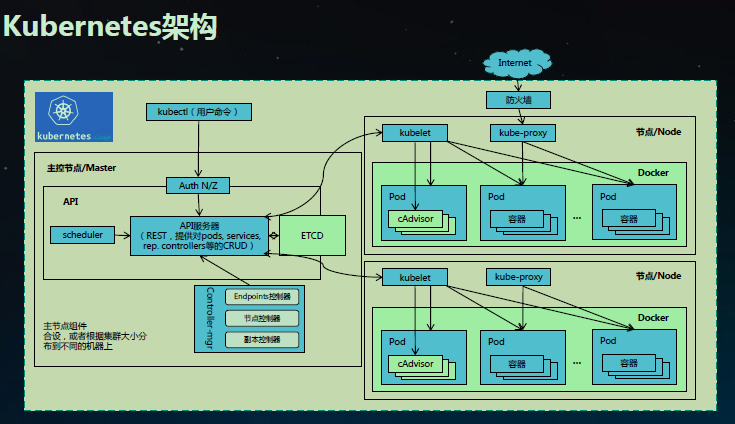 Kubernetes架构
Internet
防火墙
kubernetes
kubectl（用户命令）
kubelet
kube-proxy
节点/Node
主控节点/Master
Docker
Auth N/Z
API
Pod
Pod
Pod
cAdvisor
容器
...
容器
scheduler
API服务器
（REST，提供对pods, services,
rep. controllers等的CRUD）
ETCD
kubelet
kube-proxy
节点/Node
Controller-mgr
Endpoints控制器
节点控制器
副本控制器
Docker
主节点组件
合设，或者根据集群大小分
布到不同的机器上
Pod
Pod
Pod
cAdvisor
容器
...
容器